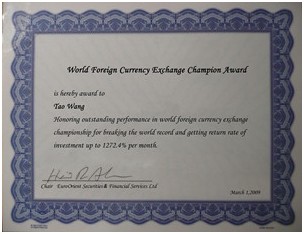 World Foreign Currency Exchange Champion Award
is hereby award to
Tao Wang
Honoring outstanding performance in world foreign currency exchange
championship for breaking the world record and getting return rate of
investment up to 1272.4% per month.
Chair EuroOrient Securities& Financial Services Ltd
March 1,2009